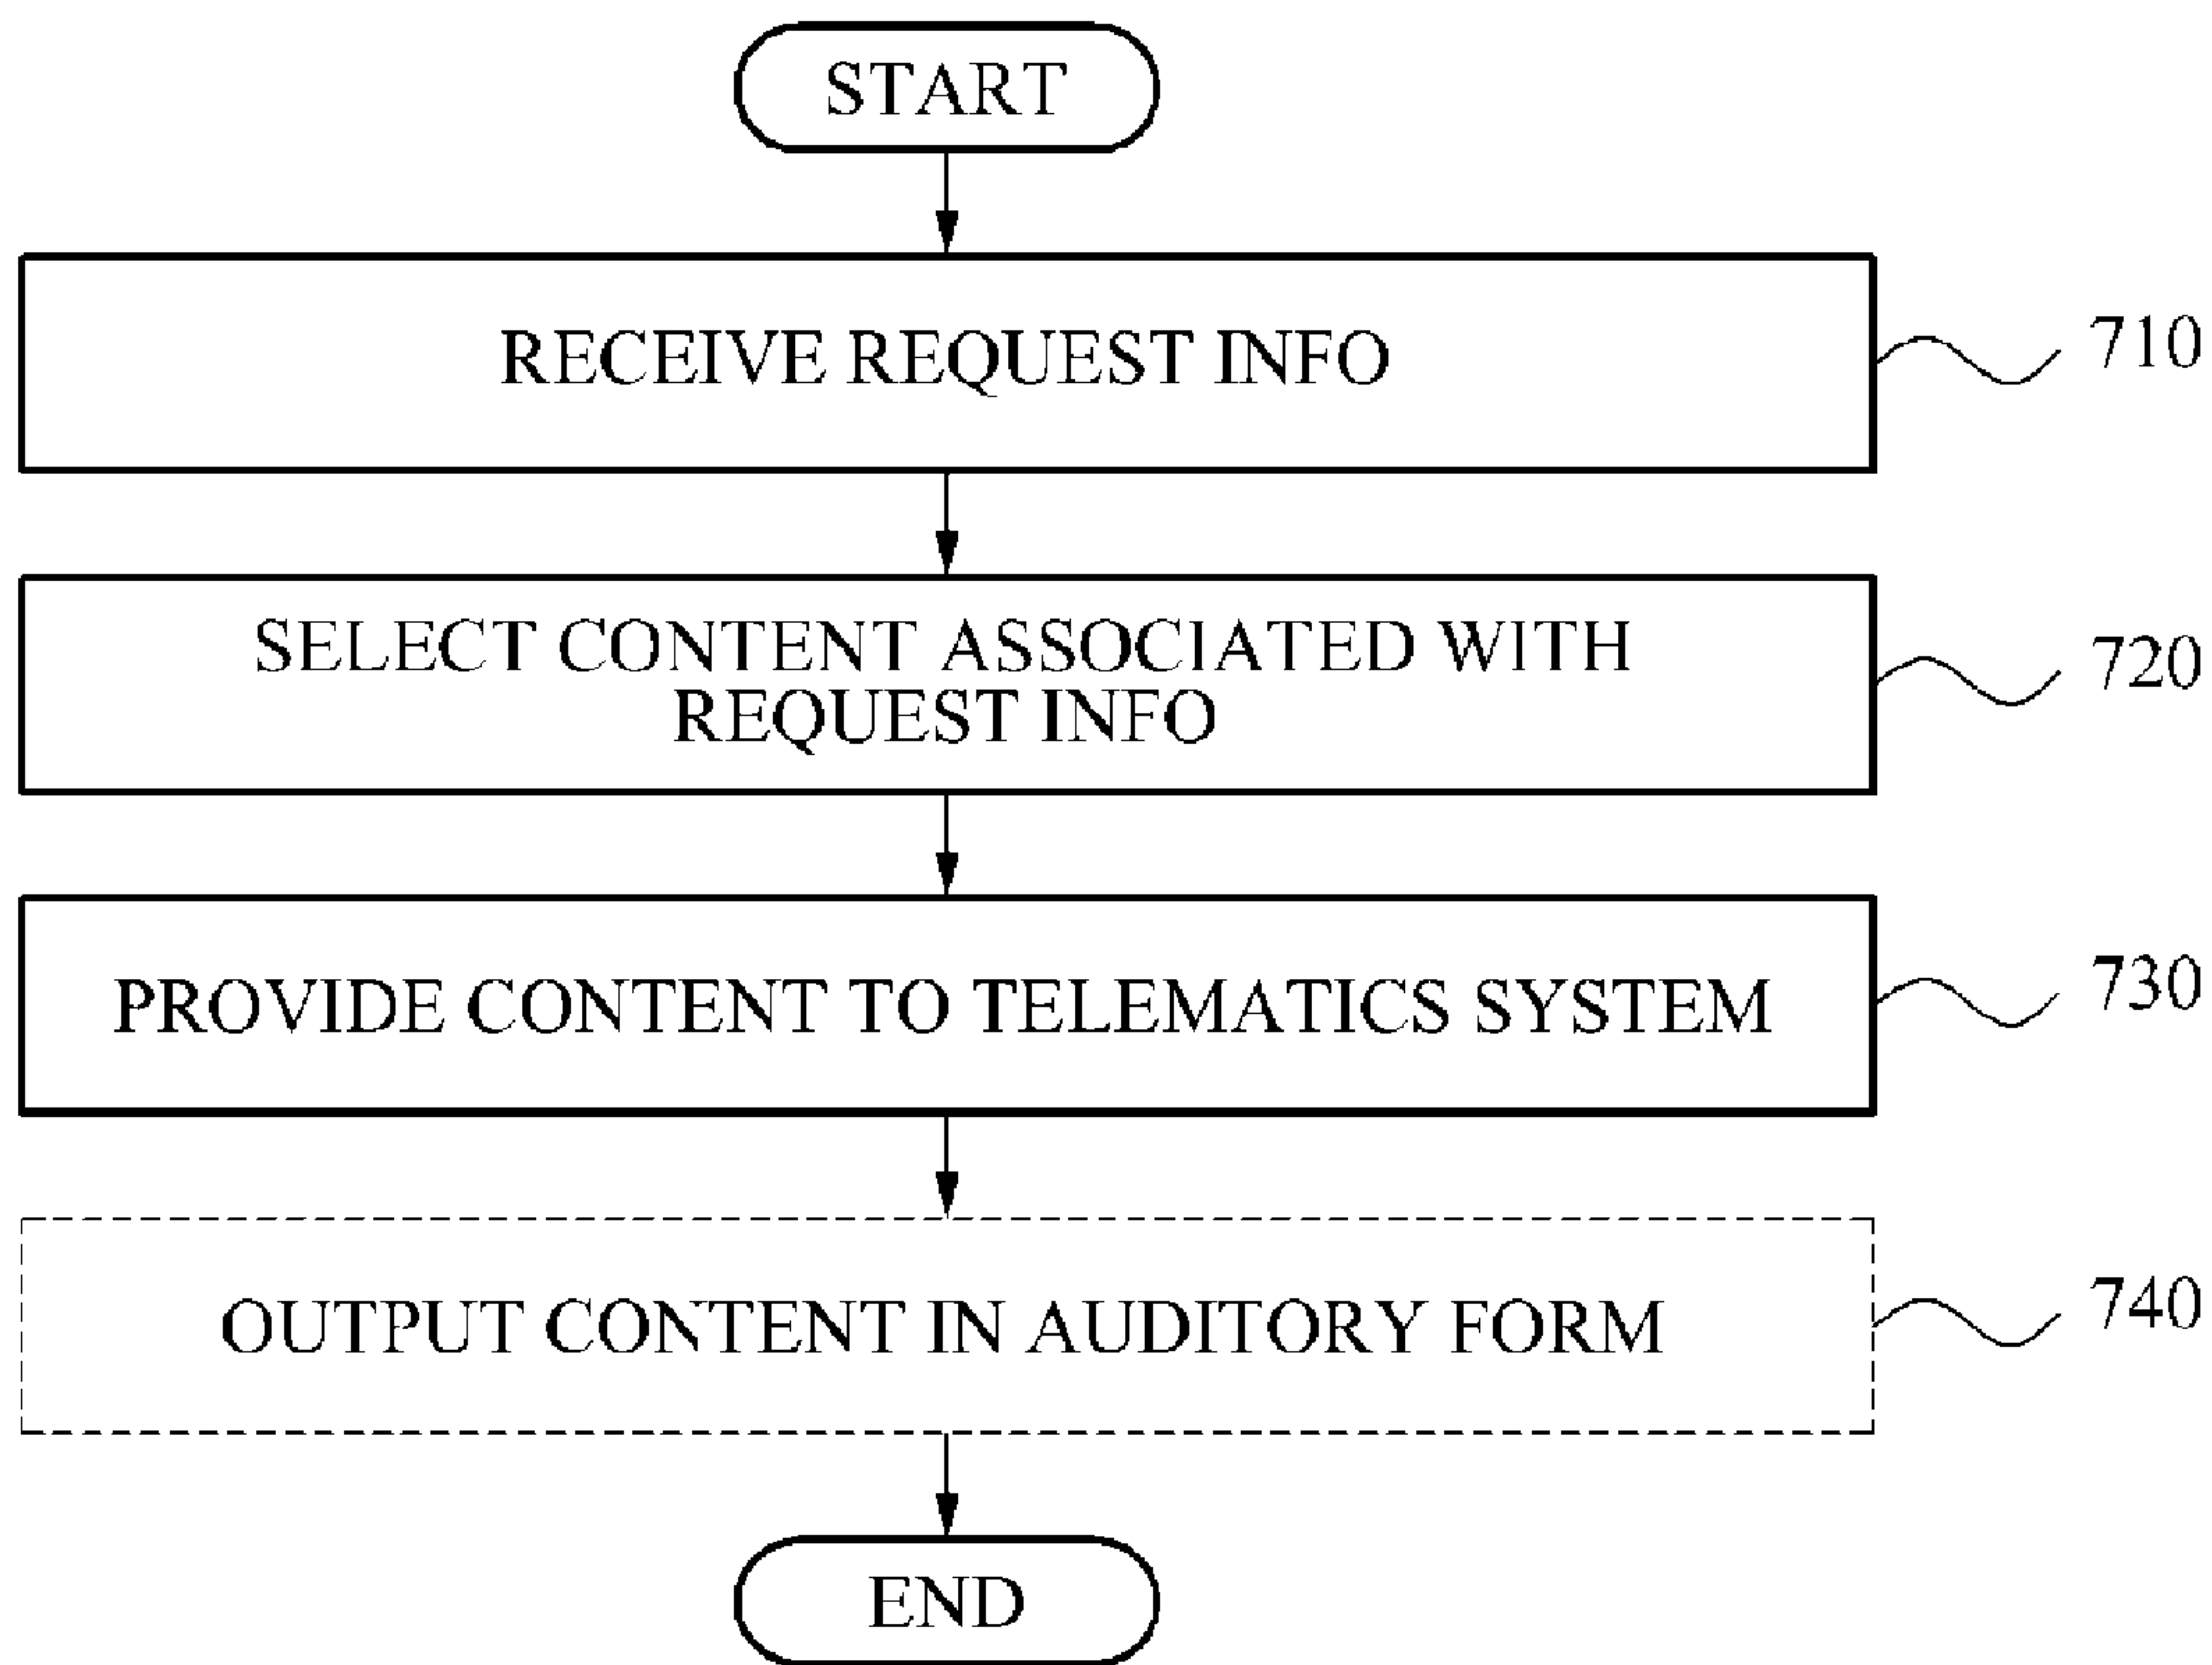 START
RECEIVE REQUEST INFO
710
SELECT CONTENT ASSOCIATED WITH
REQUEST INFO
720
PROVIDE CONTENT TO TELEMATICS SYSTEM
730
OUTPUT CONTENT IN AUDITORY FORM
740
END